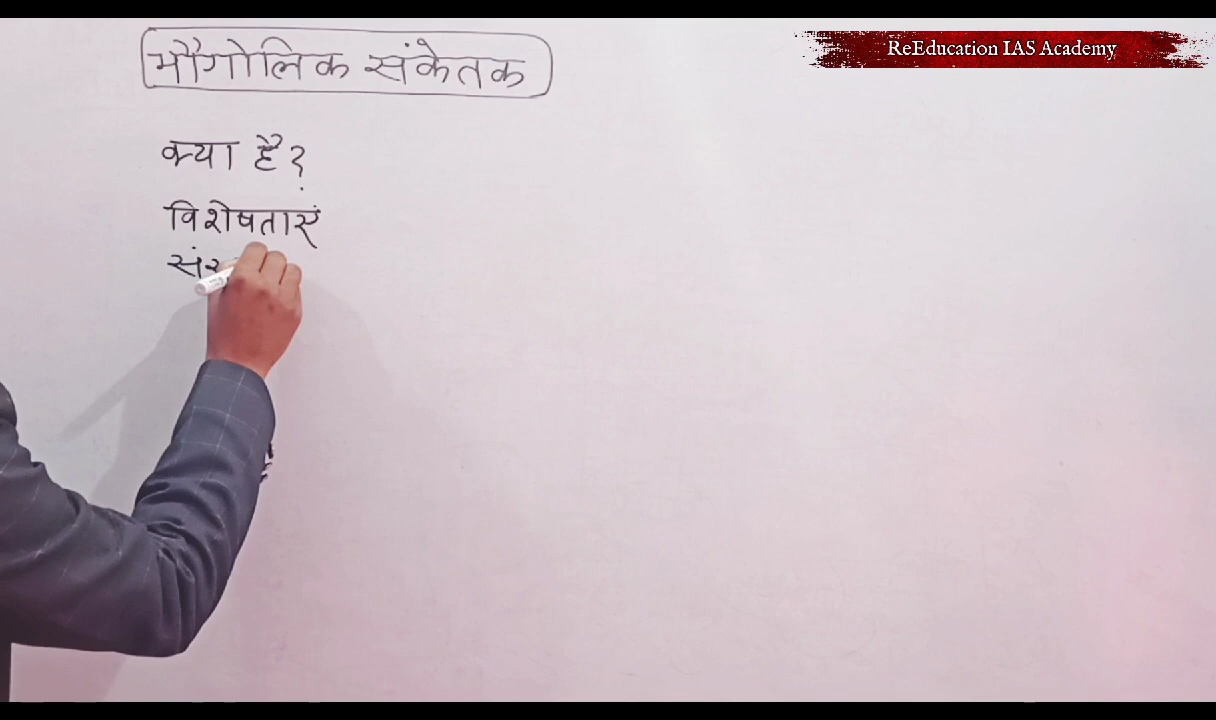 भौगोलिक संकेतक
ReEducation IAS Academy
क्या है?
विशेषताएं